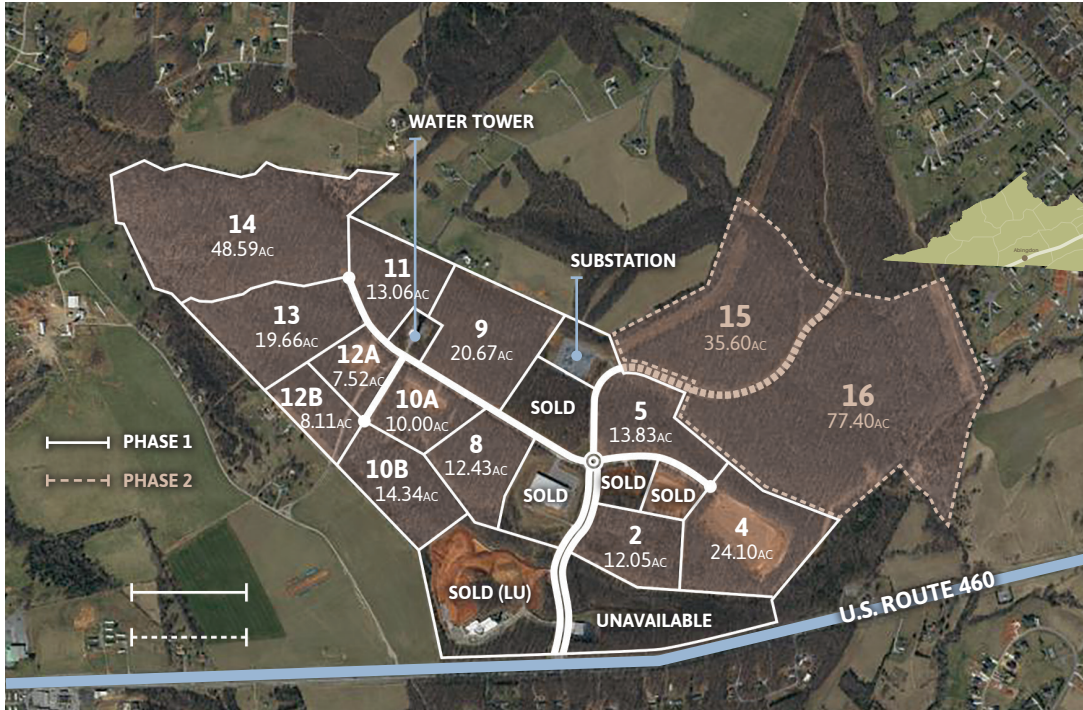 WATER TOWER
SUBSTATION
14
48.59AC
11
13.06AC
13
19.66AC
9
20.67AC
15
35.60AC
12A
7.52AC
12B
8.11AC
10A
10.00AC
SOLD
5
13.83AC
16
77.40AC
PHASE 1
PHASE 2
8
12.43AC
10B
14.34AC
SOLD
SOLD
SOLD
2
12.05AC
4
24.10AC
SOLD (LU)
UNAVAILABLE
U.S. ROUTE 460
Abingdon